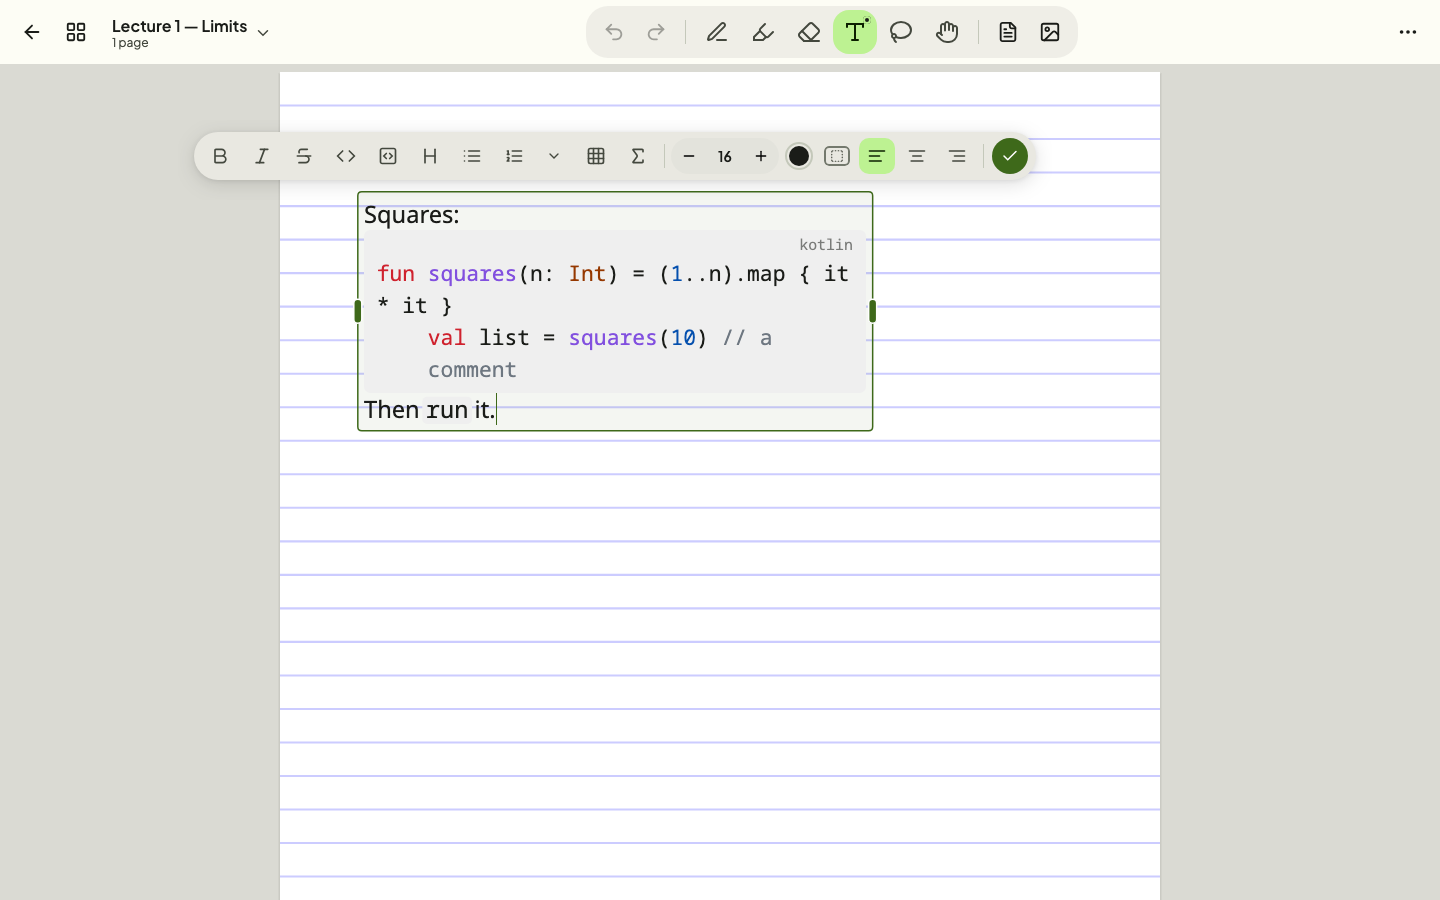 Lecture 1 — Limits
1 page
16
Squares:
kotlin
fun squares(n: Int) = (1..n).map { it
* it }
    val list = squares(10) // a
    comment
Then run it.